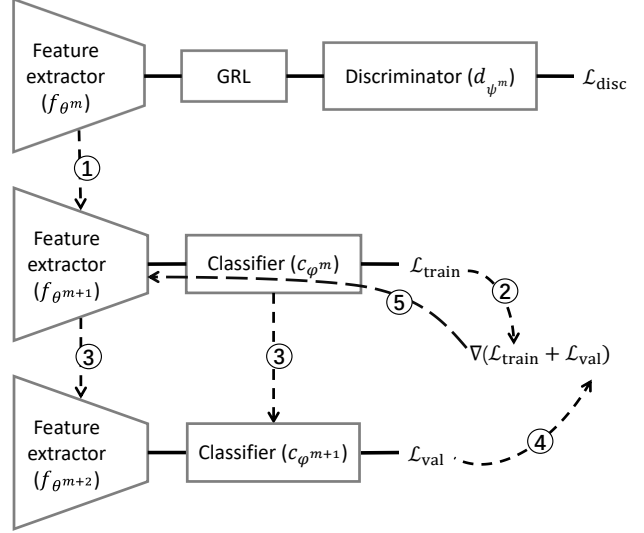 Feature
extractor
(f_{θ^m})
GRL
Discriminator (d_{ψ^m})
ℒ_disc
①
Feature
extractor
(f_{θ^{m+1}})
Classifier (c_{φ^m})
ℒ_train
②
⑤
③
③
∇(ℒ_train + ℒ_val)
Feature
extractor
(f_{θ^{m+2}})
Classifier (c_{φ^{m+1}})
ℒ_val
④